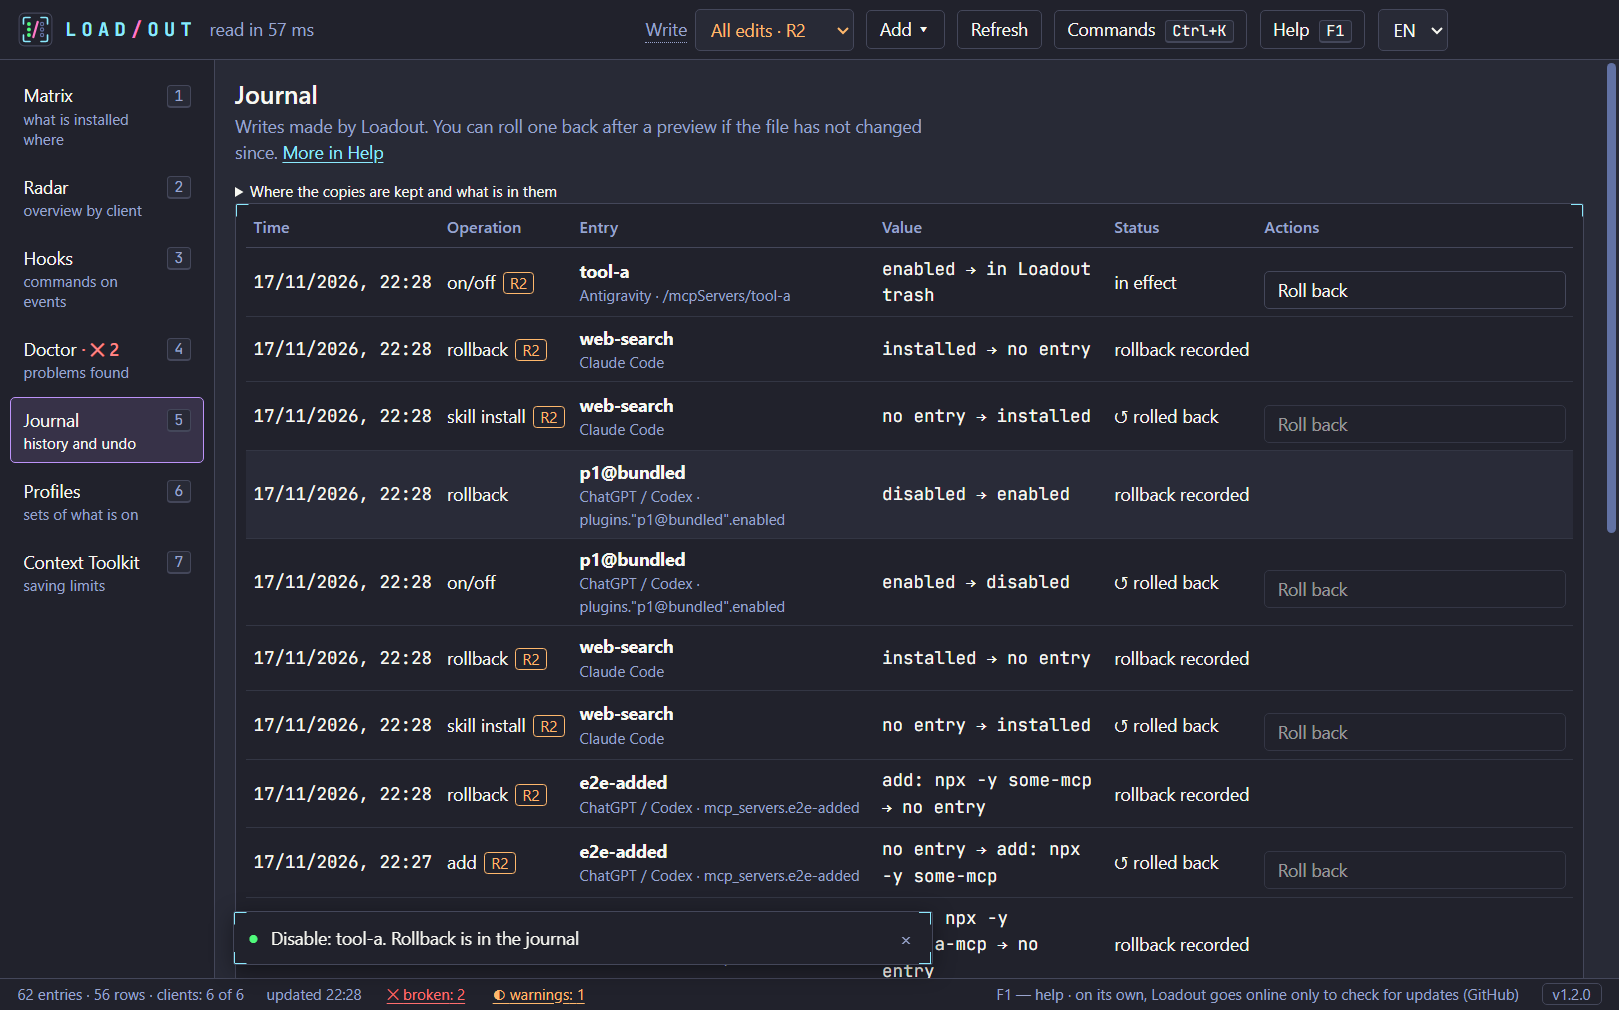 LOAD/OUT read in 57 ms Write All edits · R2 Add ▾ Refresh Commands Ctrl+K Help F1 EN
Matrix 1
what is installed
where
Radar 2
overview by client
Hooks 3
commands on
events
Doctor · ✕ 2 4
problems found
Journal 5
history and undo
Profiles 6
sets of what is on
Context Toolkit 7
saving limits
Journal
Writes made by Loadout. You can roll one back after a preview if the file has not changed
since. More in Help
▶ Where the copies are kept and what is in them
Time Operation Entry Value Status Actions
17/11/2026, 22:28 on/off R2 tool-a enabled → in Loadout in effect Roll back
Antigravity · /mcpServers/tool-a trash
17/11/2026, 22:28 rollback R2 web-search installed → no entry rollback recorded
Claude Code
17/11/2026, 22:28 skill install R2 web-search no entry → installed ↺ rolled back Roll back
Claude Code
17/11/2026, 22:28 rollback p1@bundled disabled → enabled rollback recorded
ChatGPT / Codex ·
plugins."p1@bundled".enabled
17/11/2026, 22:28 on/off p1@bundled enabled → disabled ↺ rolled back Roll back
ChatGPT / Codex ·
plugins."p1@bundled".enabled
17/11/2026, 22:28 rollback R2 web-search installed → no entry rollback recorded
Claude Code
17/11/2026, 22:28 skill install R2 web-search no entry → installed ↺ rolled back Roll back
Claude Code
17/11/2026, 22:28 rollback R2 e2e-added add: npx -y some-mcp rollback recorded
ChatGPT / Codex · mcp_servers.e2e-added → no entry
17/11/2026, 22:27 add R2 e2e-added no entry → add: npx ↺ rolled back Roll back
ChatGPT / Codex · mcp_servers.e2e-added -y some-mcp
npx -y
a-mcp → no rollback recorded
entry
Disable: tool-a. Rollback is in the journal ×
62 entries · 56 rows · clients: 6 of 6 updated 22:28 ✕ broken: 2 ◐ warnings: 1 F1 — help · on its own, Loadout goes online only to check for updates (GitHub) v1.2.0